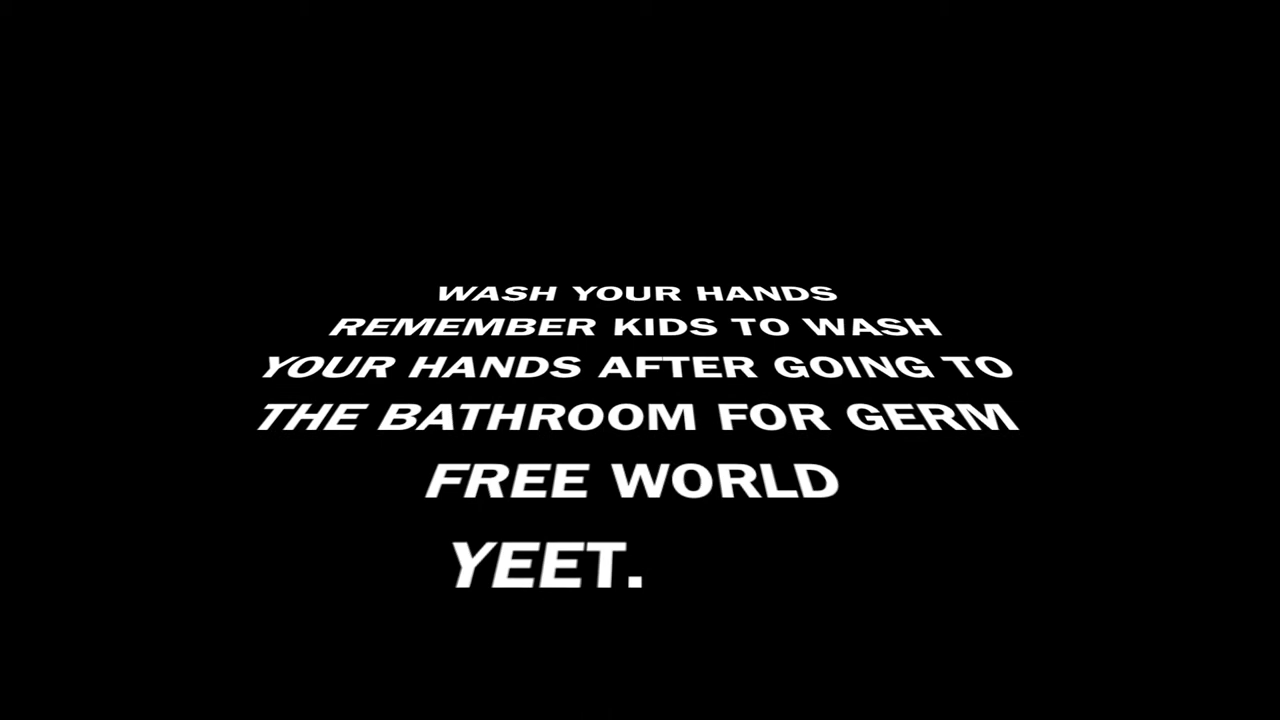 WASH YOUR HANDS
REMEMBER KIDS TO WASH
YOUR HANDS AFTER GOING TO
THE BATHROOM FOR GERM
FREE WORLD
YEET.